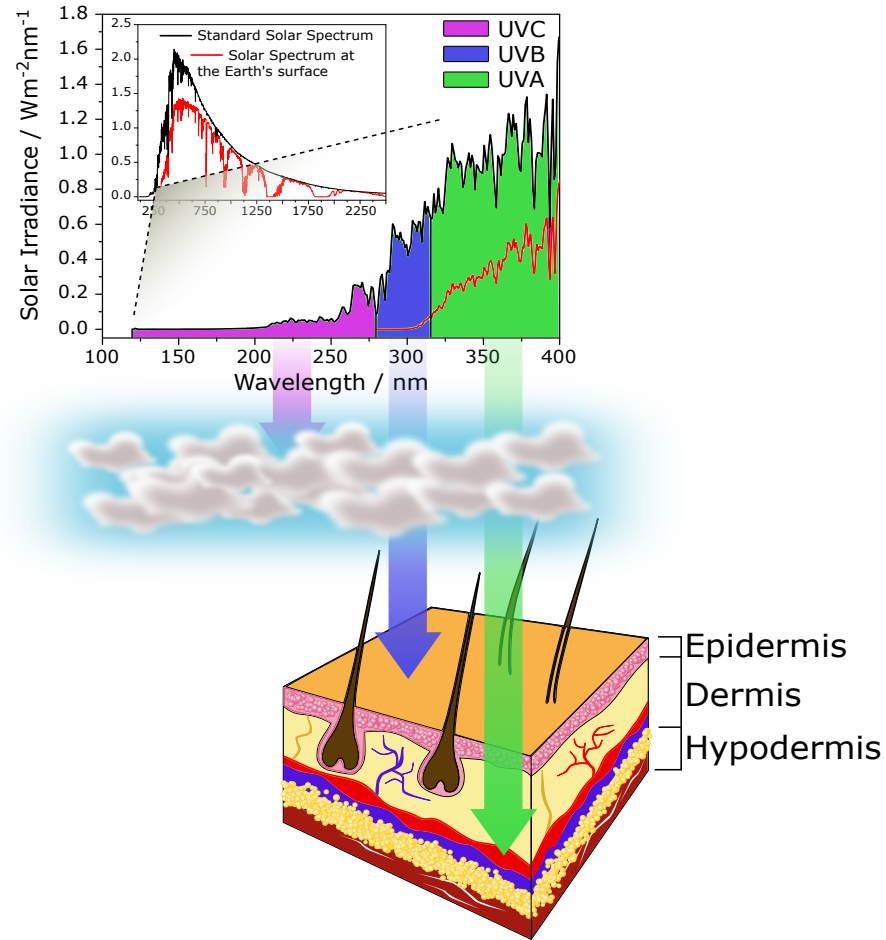 Solar Irradiance / Wm-2nm-1
1.8
1.6
1.4
1.2
1.0
0.8
0.6
0.4
0.2
0.0
2.5
2.0
1.5
1.0
0.5
0.0
250
750
1250
1750
2250
Standard Solar Spectrum
Solar Spectrum at
the Earth's surface
UVC
UVB
UVA
100
150
200
250
300
350
400
Wavelength / nm
Epidermis
Dermis
Hypodermis